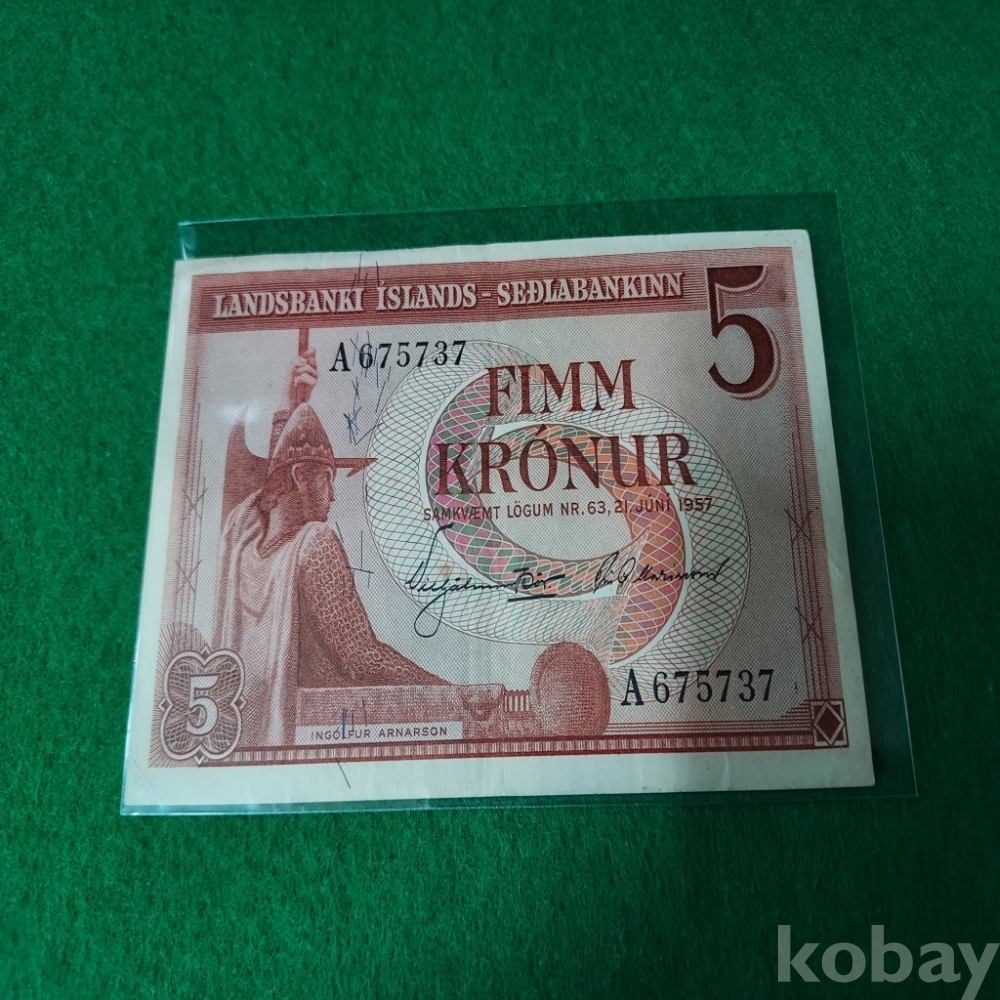 LANDSBANKI ÍSLANDS - SEÐLABANKINN
5
A 675737
FIMM
KRÓNUR
SAMKVÆMT LÖGUM NR. 63, 21. JÚNÍ 1957
A 675737
5
INGÓLFUR ARNARSON
kobay